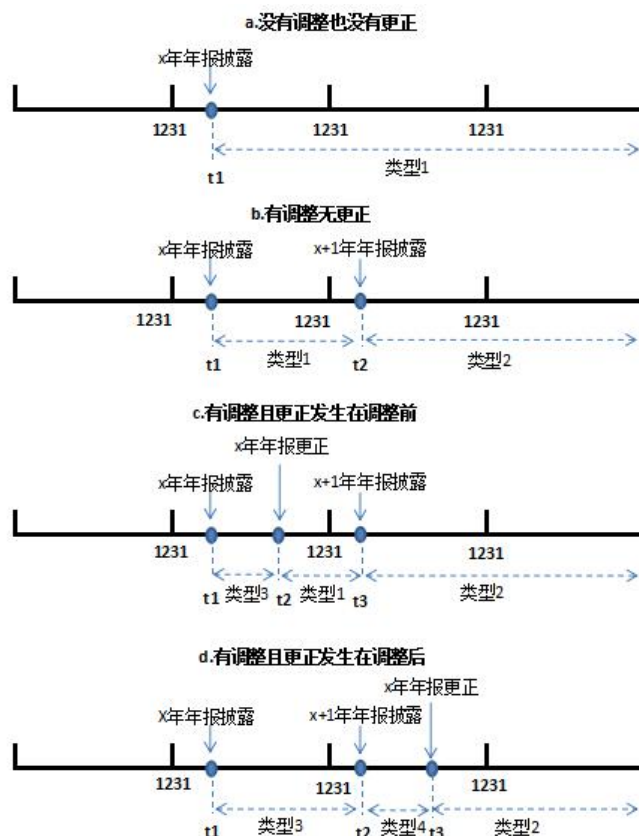 a.没有调整也没有更正
x年年报披露
1231 1231 1231
t1 类型1
b.有调整无更正
x年年报披露 x+1年年报披露
1231 1231 1231
t1 类型1 t2 类型2
c.有调整且更正发生在调整前
x年年报更正
x年年报披露 x+1年年报披露
1231 1231 1231
t1 类型3 t2 类型1 t3 类型2
d.有调整且更正发生在调整后
x年年报更正
X年年报披露 x+1年年报披露
1231 1231 1231
t1 类型3 t2 类型4 t3 类型2